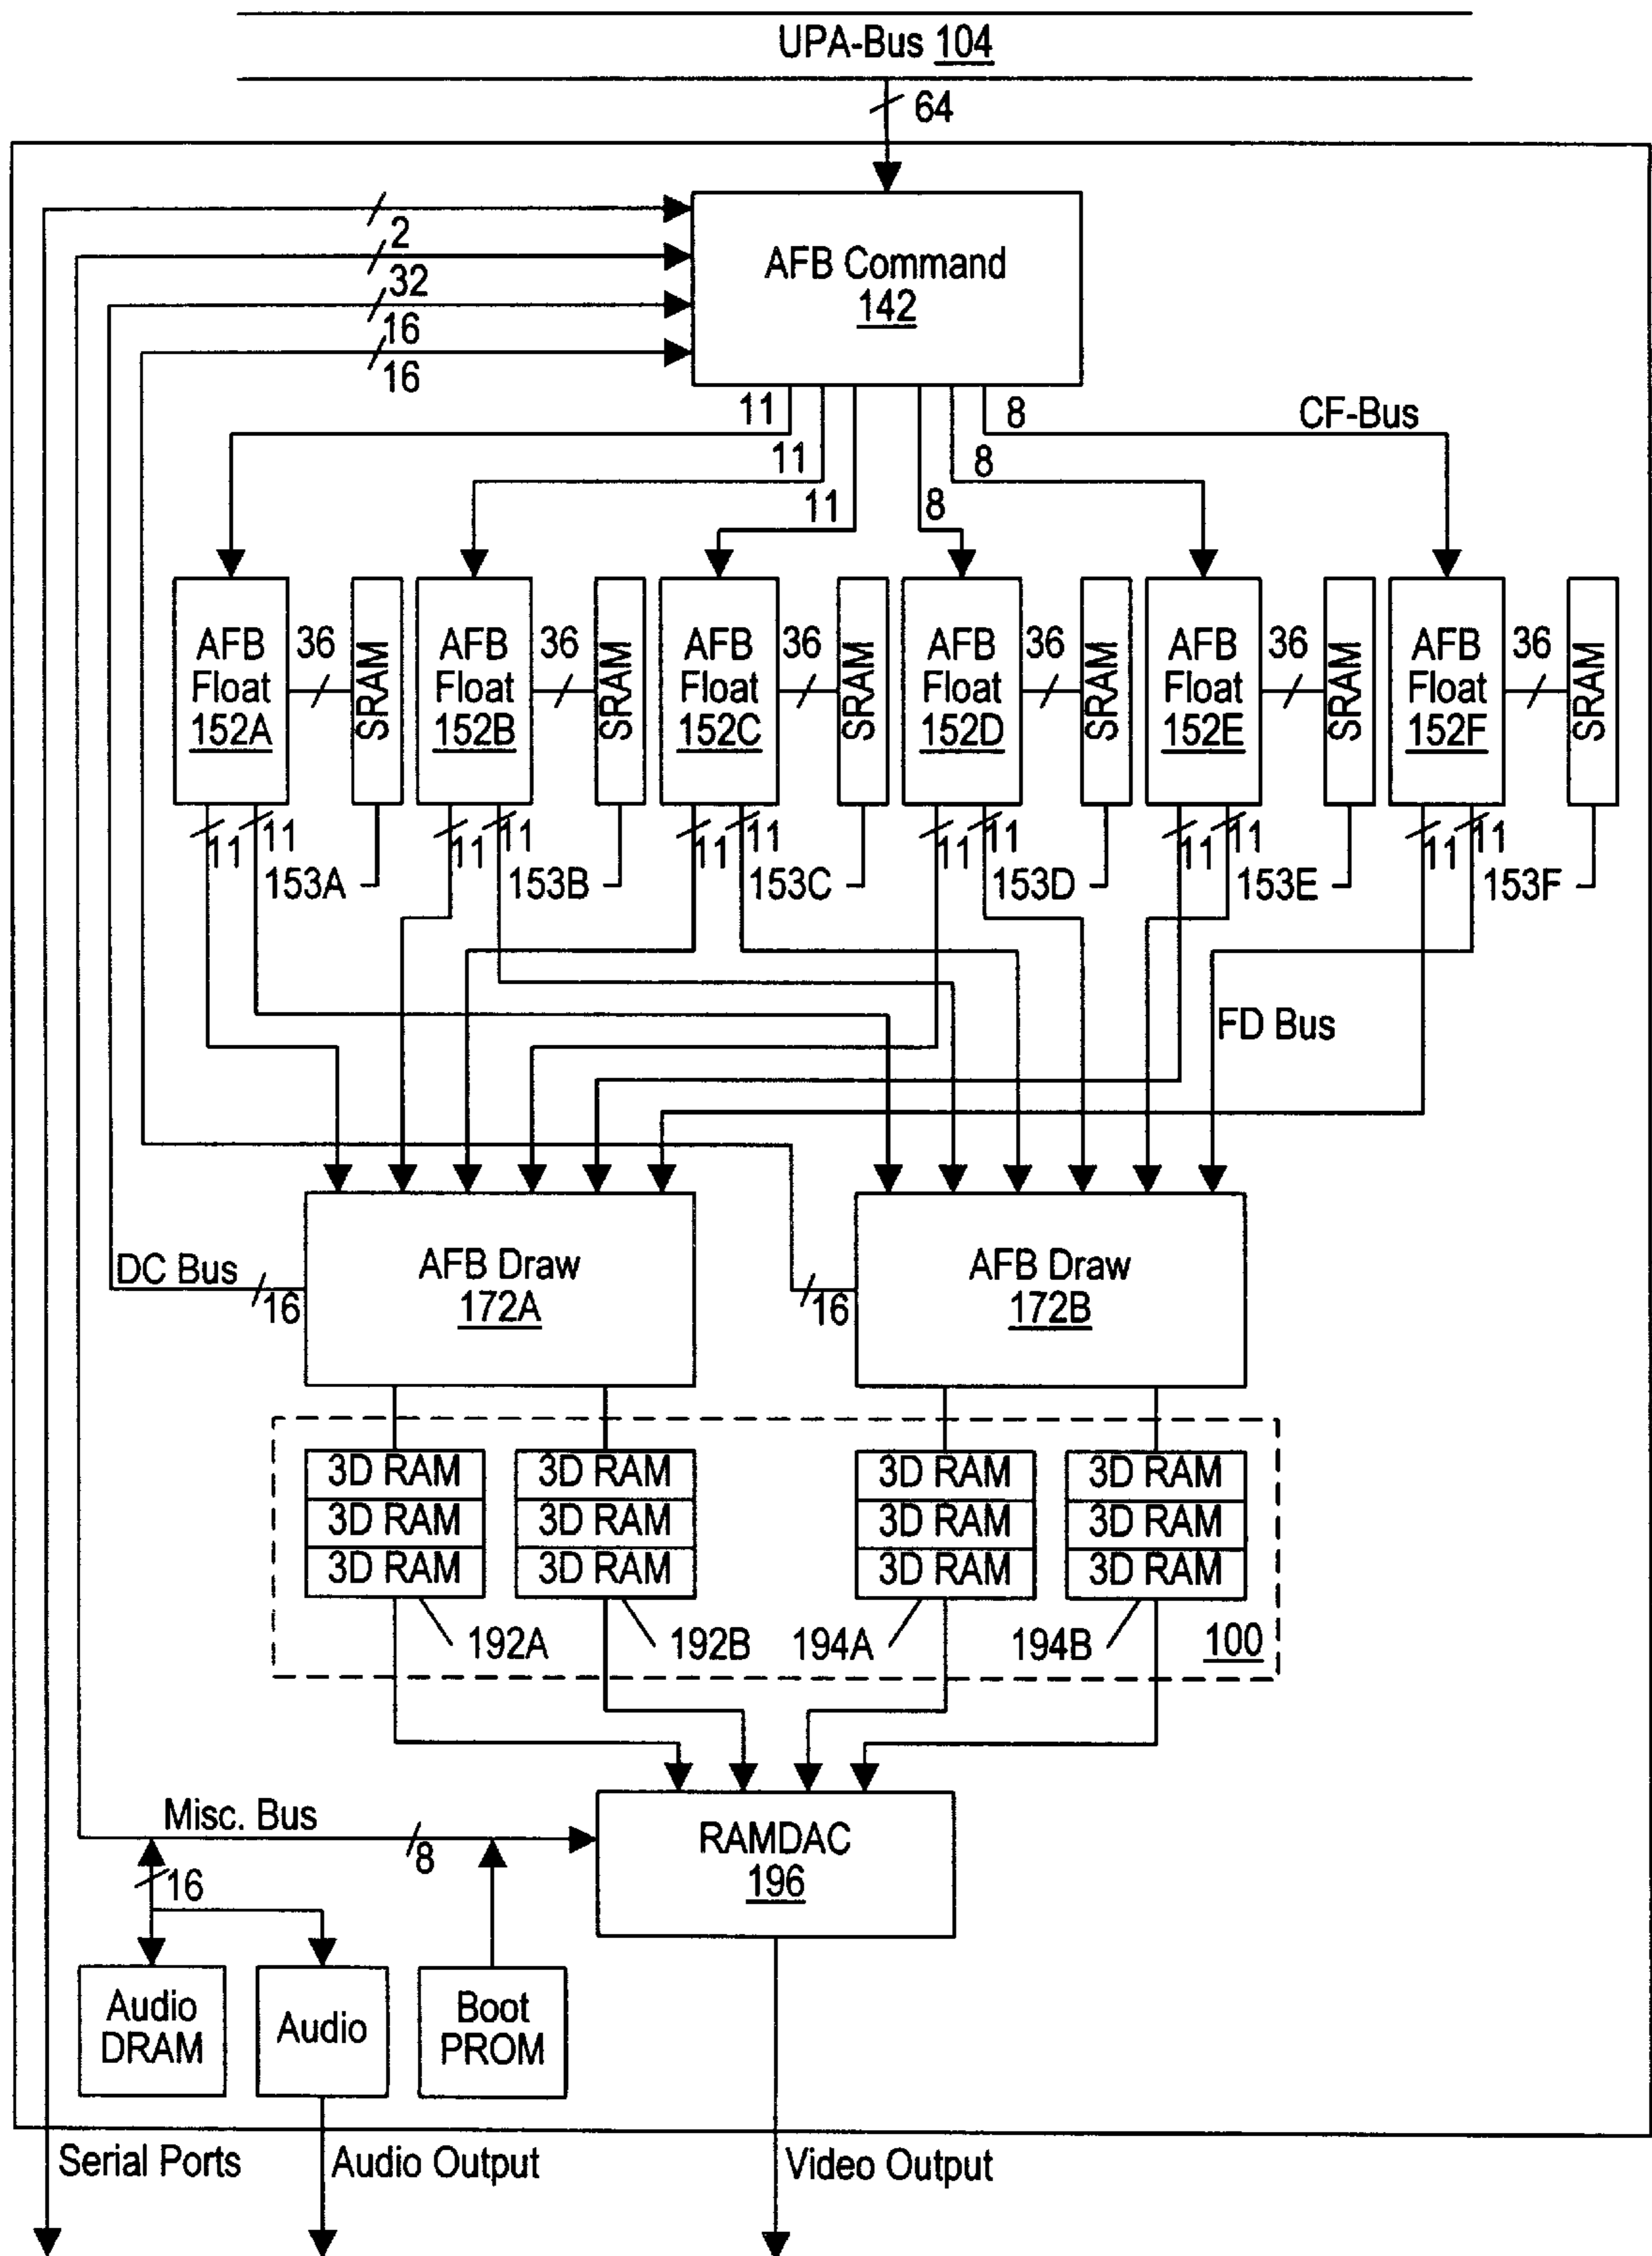 UPA-Bus 104
64
2
32
16
16
AFB Command
142
11
11
11
8
8
8
CF-Bus
AFB
Float
152A
36
SRAM
AFB
Float
152B
36
SRAM
AFB
Float
152C
36
SRAM
AFB
Float
152D
36
SRAM
AFB
Float
152E
36
SRAM
AFB
Float
152F
36
SRAM
11
11
153A
11
11
153B
11
11
153C
11
11
153D
11
11
153E
11
11
153F
FD Bus
DC Bus
16
AFB Draw
172A
16
AFB Draw
172B
3D RAM
3D RAM
3D RAM
3D RAM
3D RAM
3D RAM
3D RAM
3D RAM
3D RAM
3D RAM
3D RAM
3D RAM
192A
192B
194A
194B
100
Misc. Bus
8
16
RAMDAC
196
Audio
DRAM
Audio
Boot
PROM
Serial Ports
Audio Output
Video Output